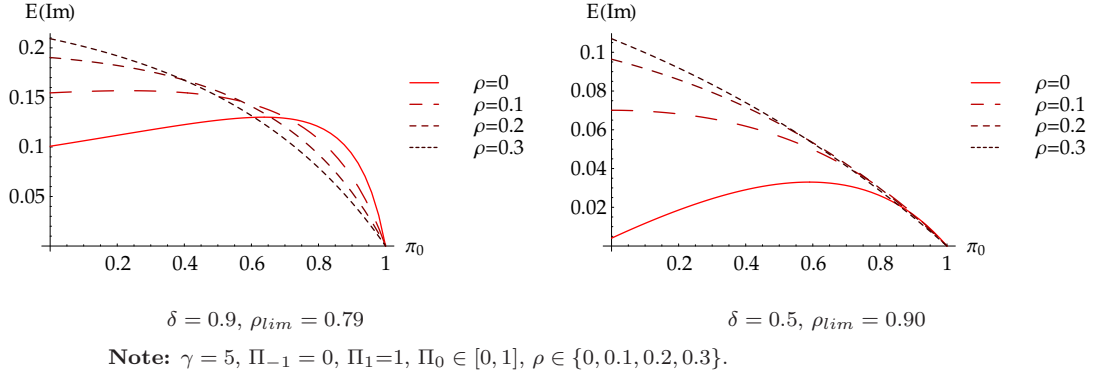 E(Im)
0.2
0.15
0.1
0.05
0.2 0.4 0.6 0.8 1
π₀
ρ=0
ρ=0.1
ρ=0.2
ρ=0.3
δ = 0.9, ρ_lim = 0.79
E(Im)
0.1
0.08
0.06
0.04
0.02
0.2 0.4 0.6 0.8 1
π₀
ρ=0
ρ=0.1
ρ=0.2
ρ=0.3
δ = 0.5, ρ_lim = 0.90
Note: γ = 5, Π₋₁ = 0, Π₁=1, Π₀ ∈ [0, 1], ρ ∈ {0, 0.1, 0.2, 0.3}.